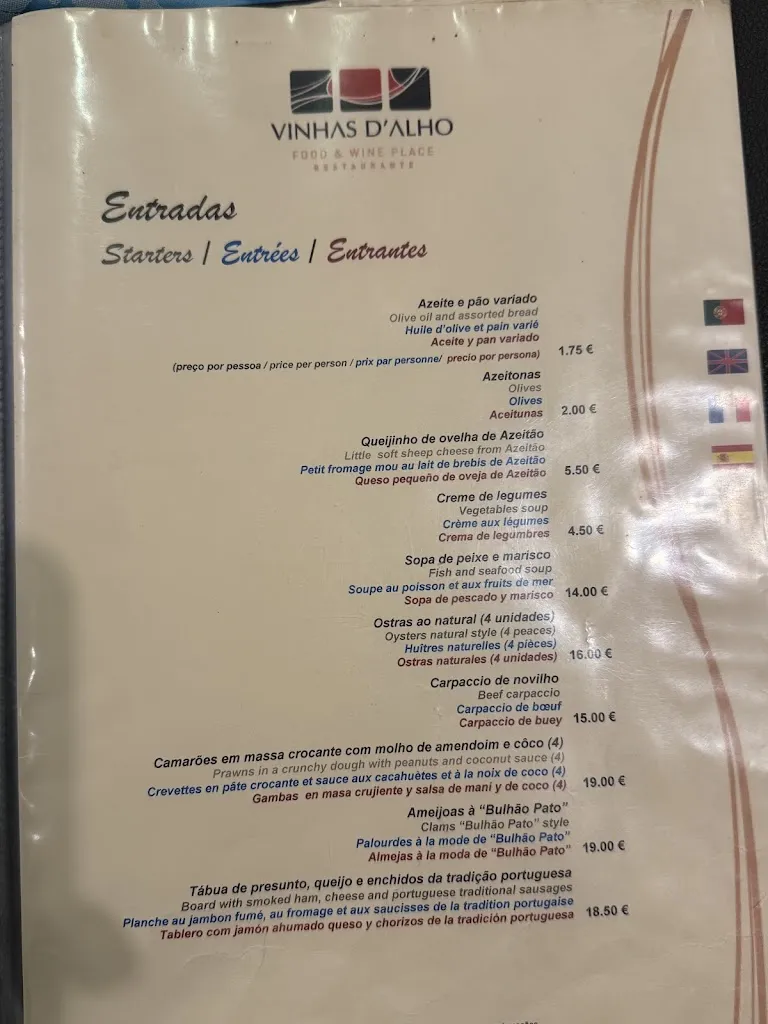 VINHAS D'ALHO
FOOD & WINE PLACE
RESTAURANTE
Entradas
Starters | Entrées | Entrantes
Azeite e pão variado
Olive oil and assorted bread
Huile d'olive et pain varié
Aceite y pan variado
(preço por pessoa / price per person / prix par personne/ precio por persona) 1.75 €
Azeitonas
Olives
Olives
Aceitunas 2.00 €
Queijinho de ovelha de Azeitão
Little soft sheep cheese from Azeitão
Petit fromage mou au lait de brebis de Azeitão
Queso pequeño de oveja de Azeitão 5.50 €
Creme de legumes
Vegetables soup
Crème aux légumes
Crema de legumbres 4.50 €
Sopa de peixe e marisco
Fish and seafood soup
Soupe au poisson et aux fruits de mer
Sopa de pescado y marisco 14.00 €
Ostras ao natural (4 unidades)
Oysters natural style (4 peaces)
Huîtres naturelles (4 pièces)
Ostras naturales (4 unidades) 16.00 €
Carpaccio de novilho
Beef carpaccio
Carpaccio de bœuf
Carpaccio de buey 15.00 €
Camarões em massa crocante com molho de amendoim e côco (4)
Prawns in a crunchy dough with peanuts and coconut sauce (4)
Crevettes en pâte crocante et sauce aux cacahuètes et à la noix de coco (4)
Gambas en masa crujiente y salsa de mani y de coco (4) 19.00 €
Ameijoas à "Bulhão Pato"
Clams "Bulhão Pato" style
Palourdes à la mode de "Bulhão Pato"
Almejas à la moda de "Bulhão Pato" 19.00 €
Tábua de presunto, queijo e enchidos da tradição portuguesa
Board with smoked ham, cheese and portuguese traditional sausages
Planche au jambon fumé, au fromage et aux saucisses de la tradition portugaise
Tablero com jamón ahumado queso y chorizos de la tradición portuguesa 18.50 €